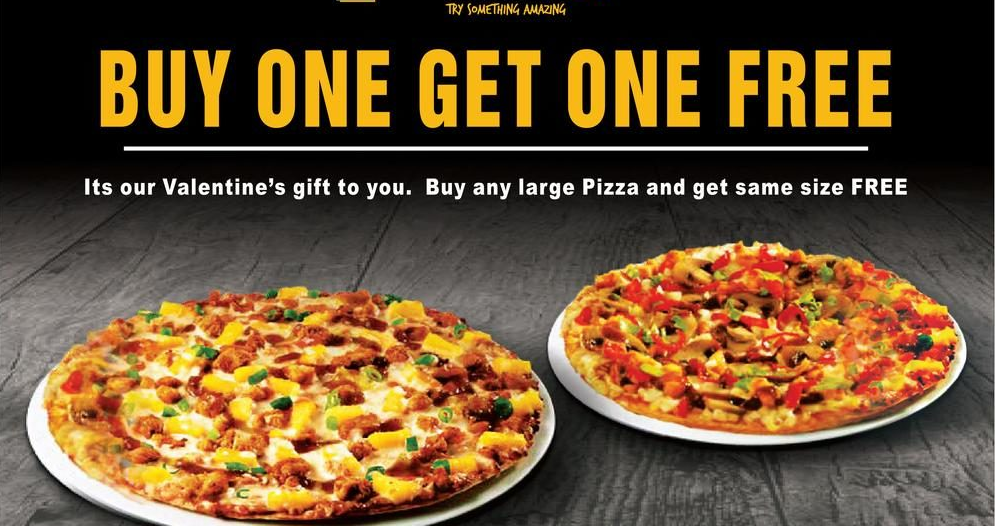 TRY SOMETHING AMAZING
BUY ONE GET ONE FREE
Its our Valentine's gift to you. Buy any large Pizza and get same size FREE